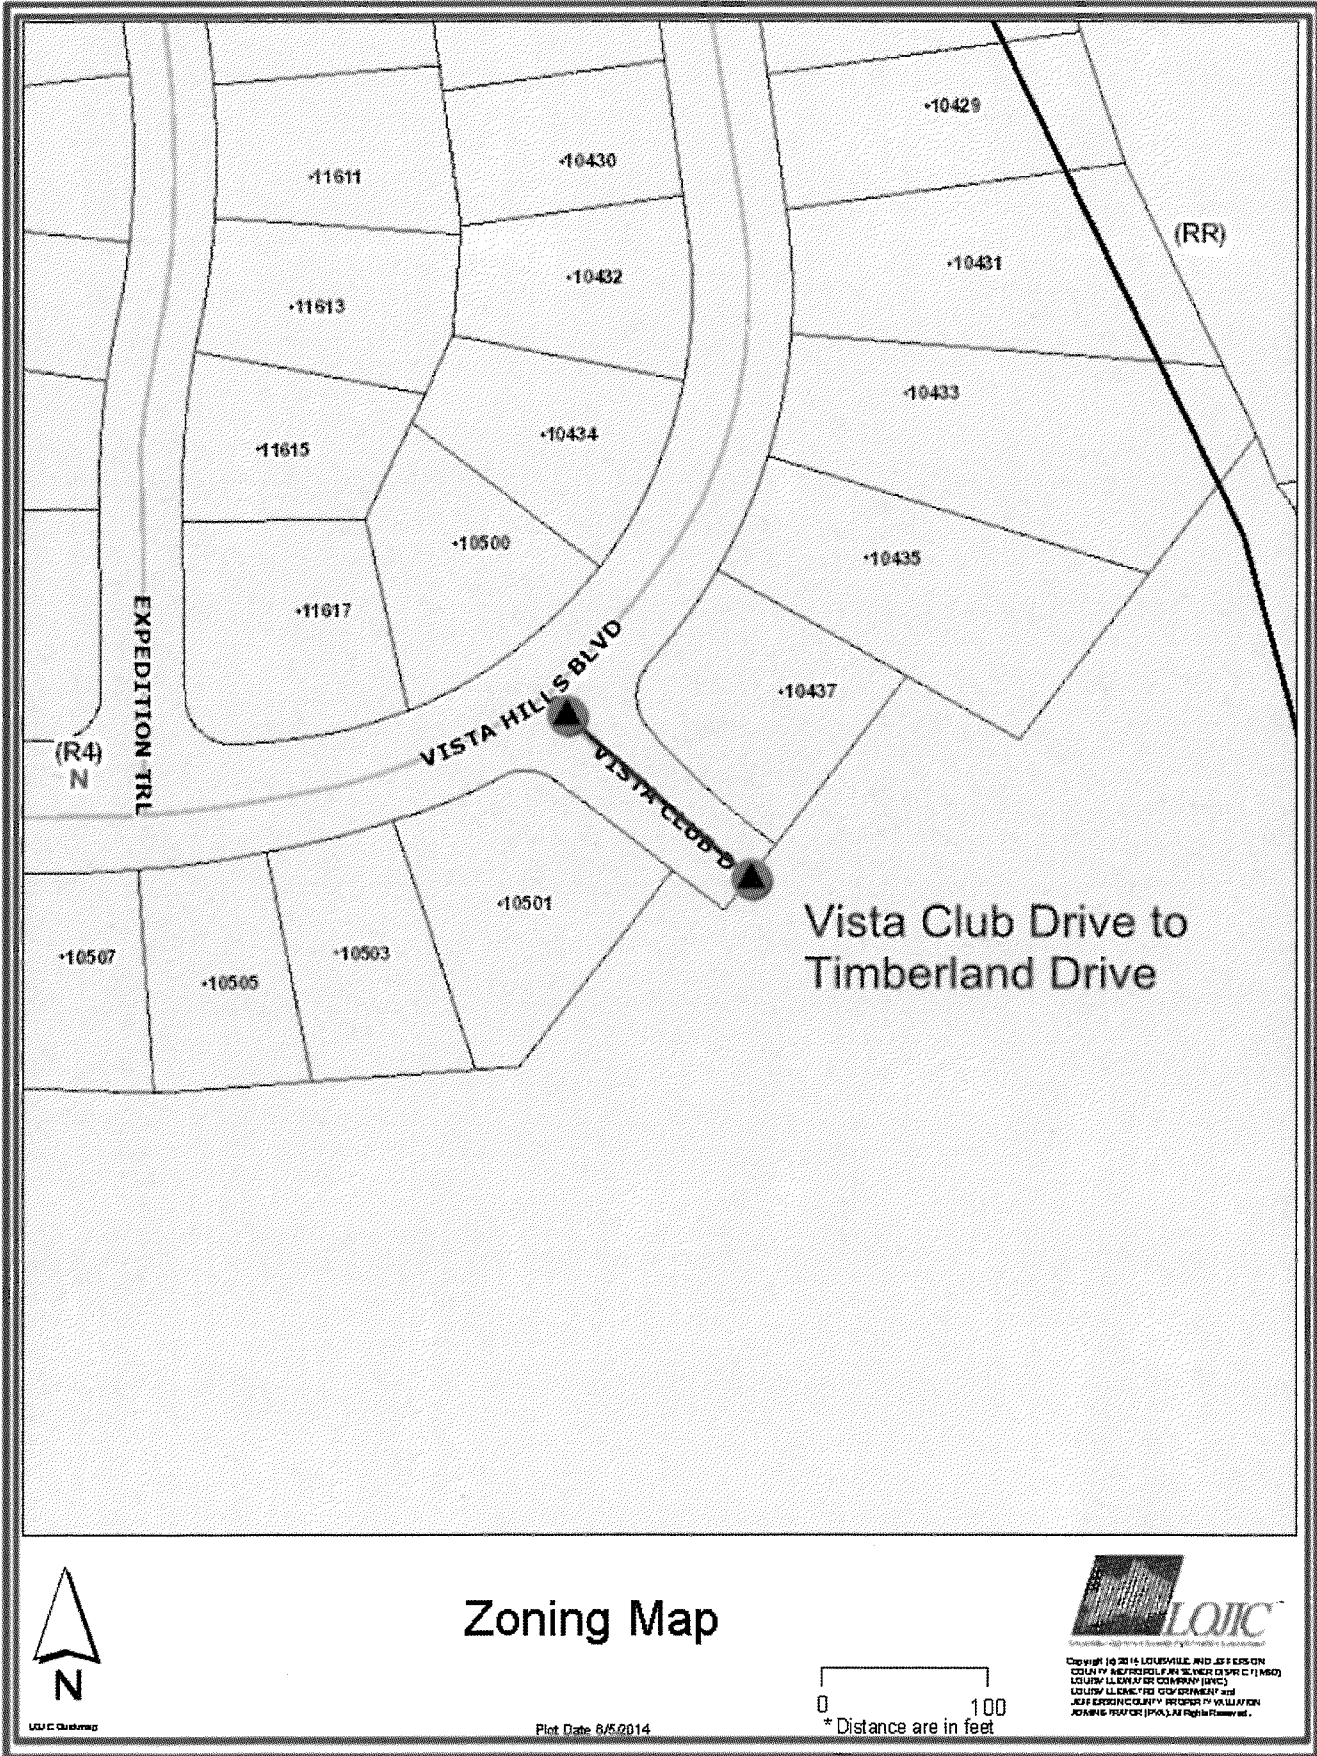 10429
10430
11611
(RR)
10431
10432
11613
10433
10434
11615
10500
10435
11617
EXPEDITION TRL
VISTA HILLS BLVD
10437
(R4)
N
VISTA CLUB D
10501
Vista Club Drive to
Timberland Drive
10503
10507
10505
Zoning Map
LOJIC
N
0 100
* Distance are in feet
Plot Date 8/5/2014